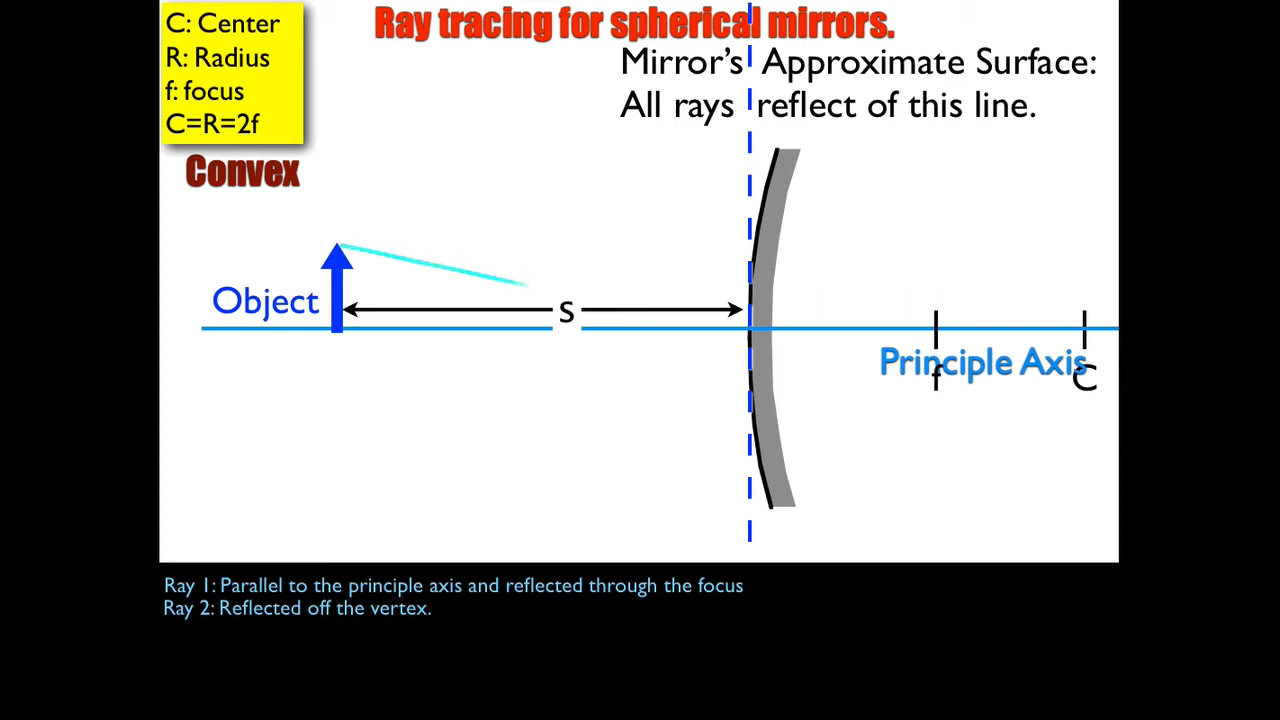 C: Center
R: Radius
f: focus
C=R=2f
Ray tracing for spherical mirrors.
Mirror's Approximate Surface:
All rays reflect of this line.
Convex
Object
s
Principle Axis
f
C
Ray 1: Parallel to the principle axis and reflected through the focus
Ray 2: Reflected off the vertex.